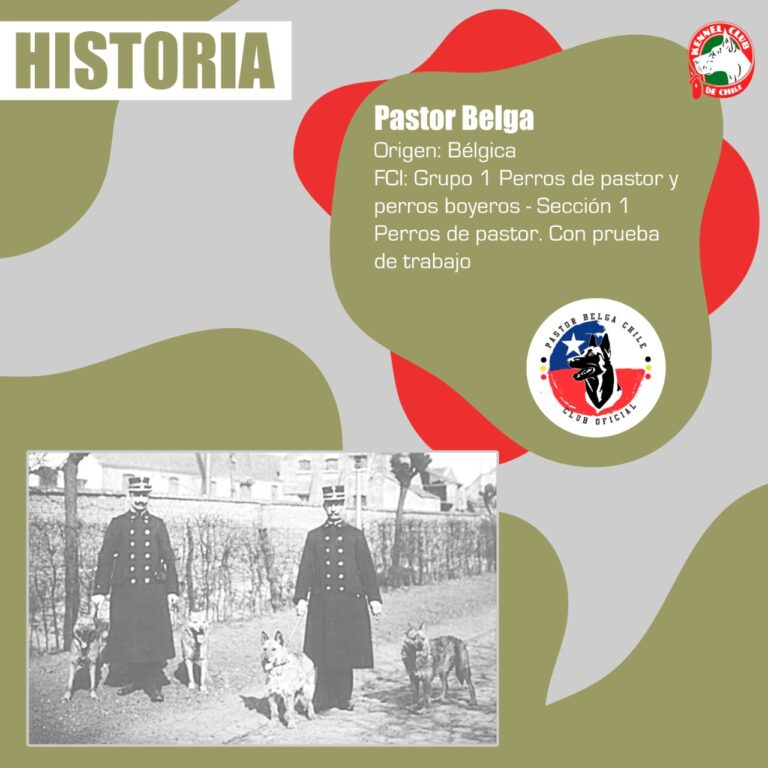 HISTORIA
KENNEL CLUB
DE CHILE
Pastor Belga
Origen: Bélgica
FCI: Grupo 1 Perros de pastor y
perros boyeros - Sección 1
Perros de pastor. Con prueba
de trabajo
PASTOR BELGA CHILE
CLUB OFICIAL